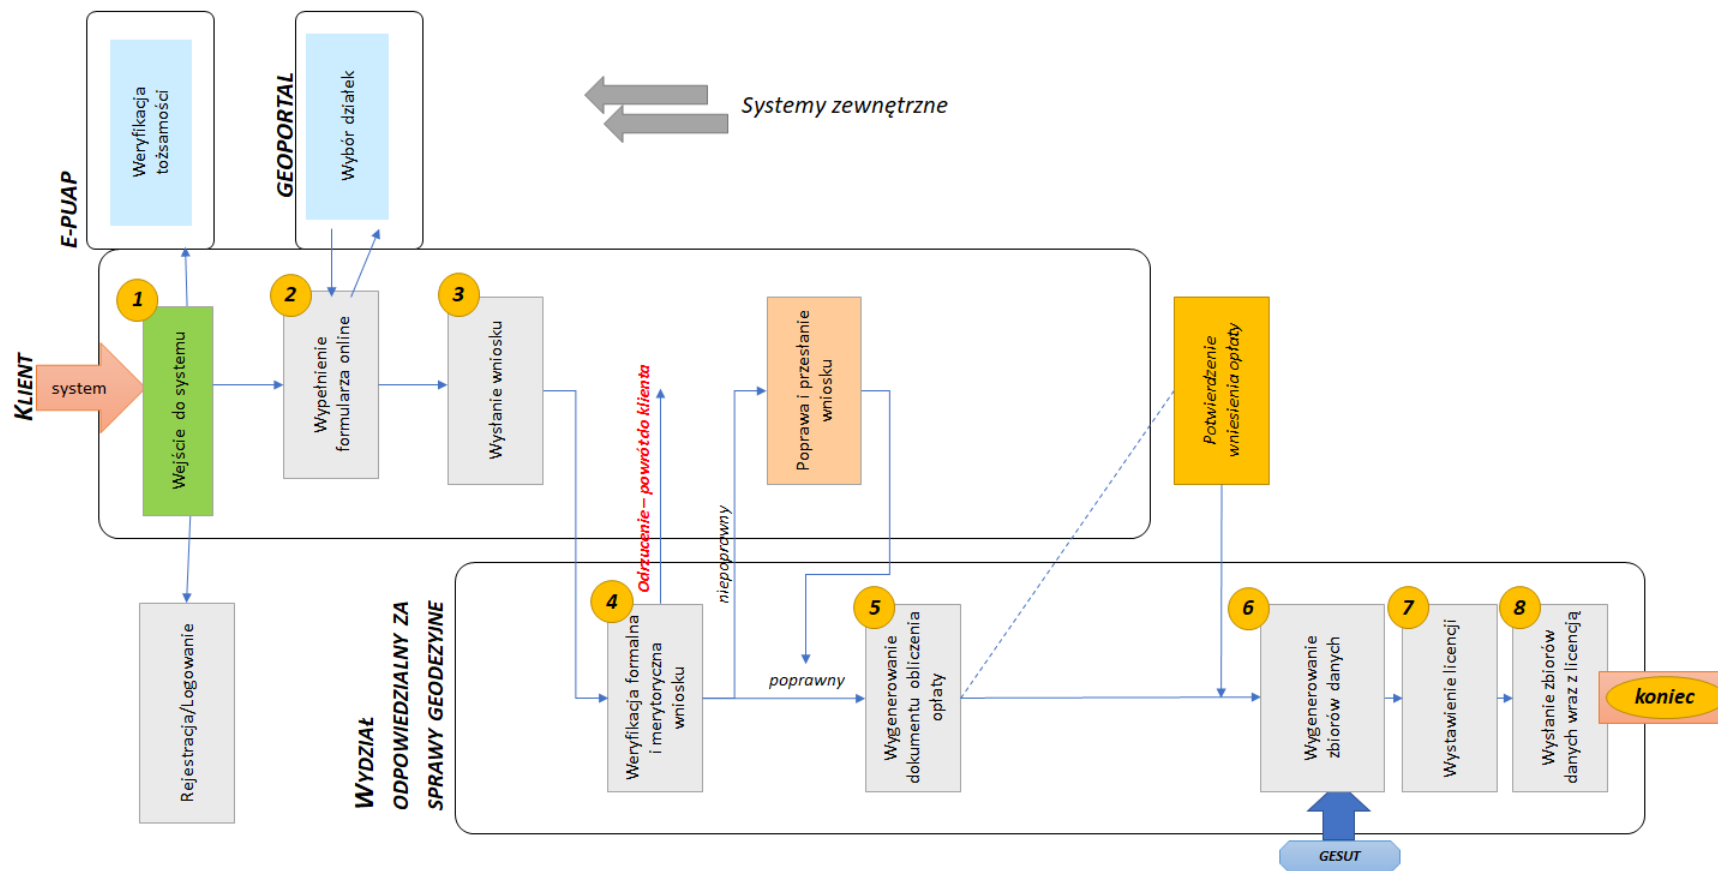 E-PUAP
Weryfikacja
tożsamości
GEOPORTAL
Wybór działek
Systemy zewnętrzne
KLIENT
system
1
Wejście do systemu
2
Wypełnienie
formularza online
3
Wysłanie wniosku
Odrzucenie – powrót do klienta
niepoprawny
Poprawa i przesłanie
wniosku
Potwierdzenie
wniesienia opłaty
Rejestracja/Logowanie
WYDZIAŁ
ODPOWIEDZIALNY ZA
SPRAWY GEODEZYJNE
4
Weryfikacja formalna
i merytoryczna
wniosku
poprawny
5
Wygenerowanie
dokumentu obliczenia
opłaty
6
Wygenerowanie
zbiorów danych
7
Wystawienie licencji
8
Wysłanie zbiorów
danych wraz z licencją
koniec
GESUT